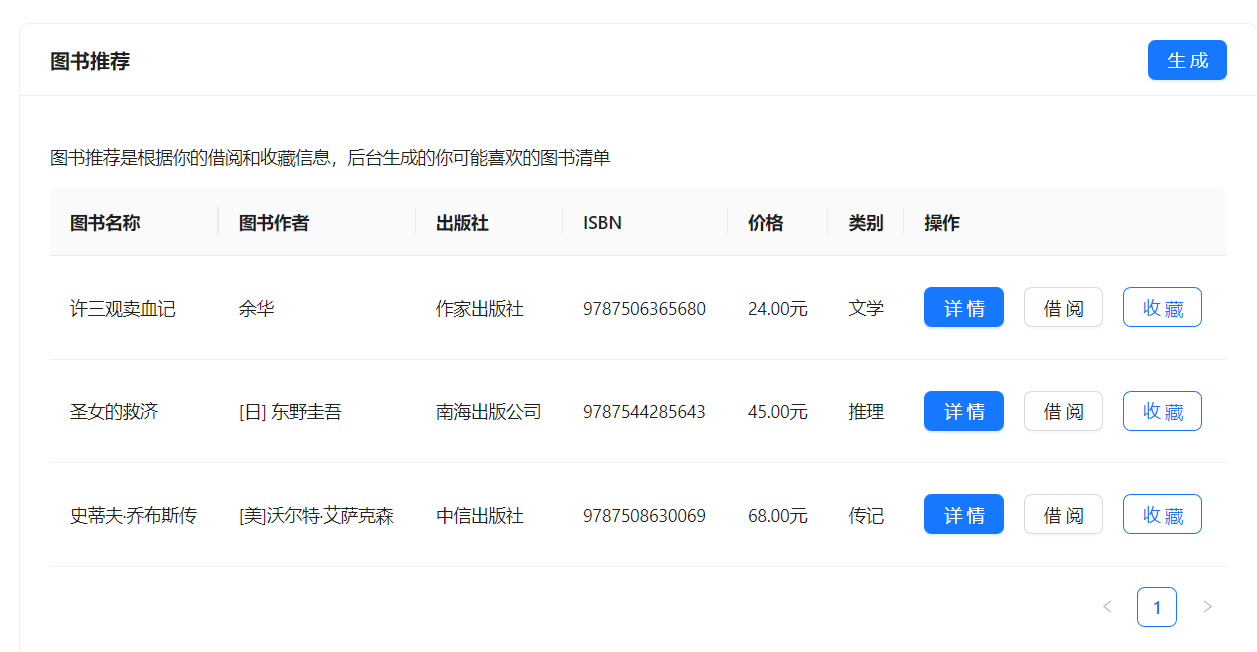 图书推荐 生成
图书推荐是根据你的借阅和收藏信息，后台生成的你可能喜欢的图书清单
图书名称 图书作者 出版社 ISBN 价格 类别 操作
许三观卖血记 余华 作家出版社 9787506365680 24.00元 文学 详情 借阅 收藏
圣女的救济 [日] 东野圭吾 南海出版公司 9787544285643 45.00元 推理 详情 借阅 收藏
史蒂夫·乔布斯传 [美]沃尔特·艾萨克森 中信出版社 9787508630069 68.00元 传记 详情 借阅 收藏
< 1 >